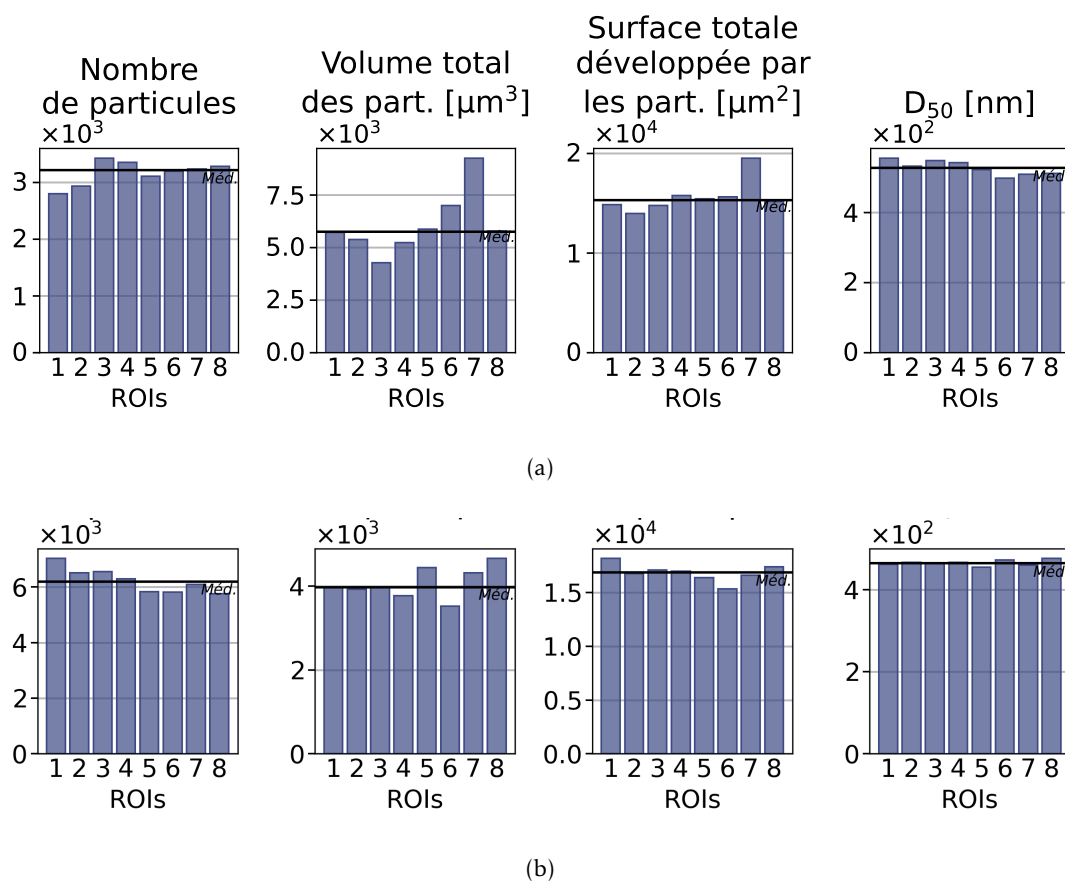 Nombre
de particules
×10³
3
2
1
0
Méd.
1 2 3 4 5 6 7 8
ROIs
Volume total
des part. [µm³]
×10³
7.5
5.0
2.5
0.0
Méd.
1 2 3 4 5 6 7 8
ROIs
Surface totale
développée par
les part. [µm²]
×10⁴
2
1
0
Méd.
1 2 3 4 5 6 7 8
ROIs
D₅₀ [nm]
×10²
4
2
0
Méd.
1 2 3 4 5 6 7 8
ROIs
(a)
×10³
6
4
2
0
Méd.
1 2 3 4 5 6 7 8
ROIs
×10³
4
2
0
Méd.
1 2 3 4 5 6 7 8
ROIs
×10⁴
1.5
1.0
0.5
0.0
Méd.
1 2 3 4 5 6 7 8
ROIs
×10²
4
2
0
Méd.
1 2 3 4 5 6 7 8
ROIs
(b)